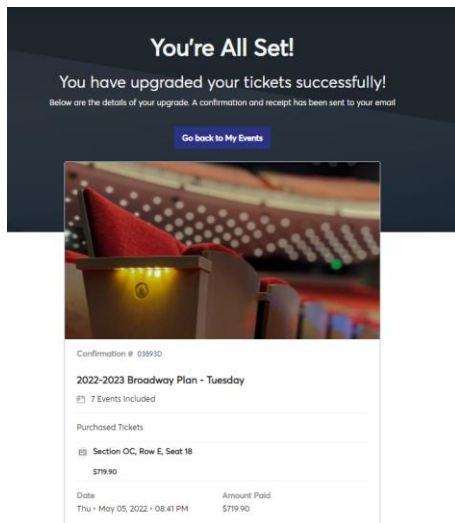 You're All Set!
You have upgraded your tickets successfully!
Below are the details of your upgrade. A confirmation and receipt has been sent to your email
Go back to My Events
Confirmation # 03893D
2022-2023 Broadway Plan - Tuesday
7 Events Included
Purchased Tickets
Section OC, Row E, Seat 18
$719.90
Date Amount Paid
Thu • May 05, 2022 • 08:41 PM $719.90